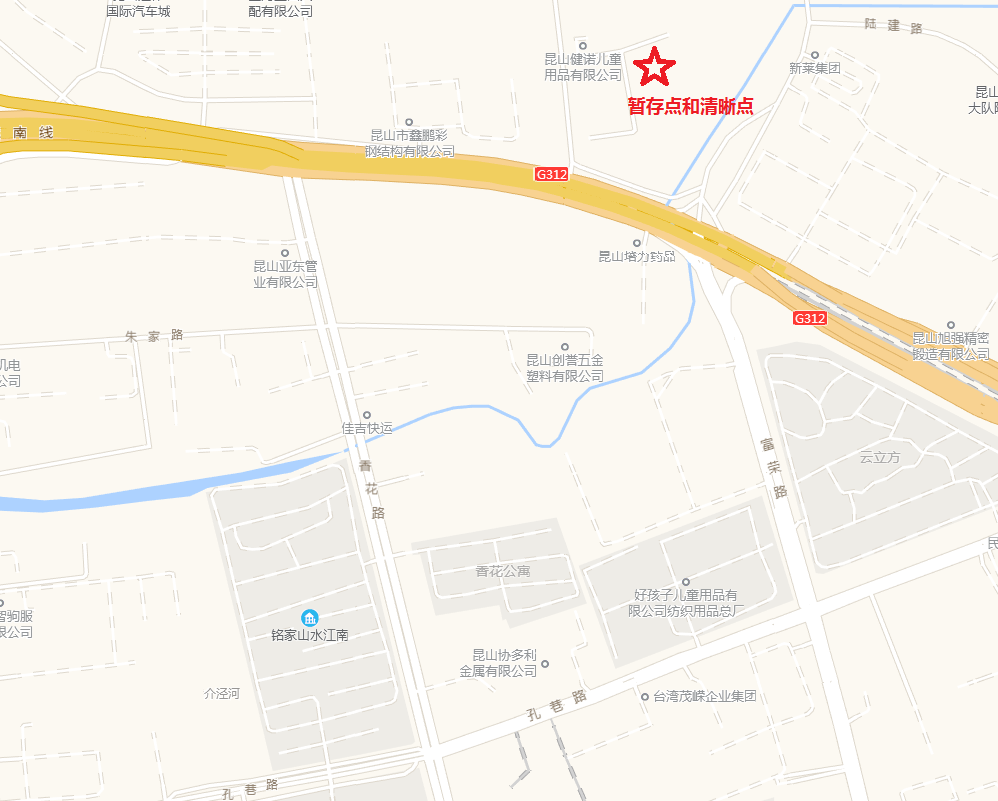 国际汽车城
配有限公司
陆建路
昆山健诺儿童
用品有限公司
新莱集团
昆山
大队陆
暂存点和清晰点
南线
昆山市鑫鹏彩
钢结构有限公司
G312
昆山培力药品
昆山亚东管
业有限公司
G312
朱家路
昆山旭强精密
锻造有限公司
机电
公司
昆山创誉五金
塑料有限公司
佳吉快运
香花路
富荣路
云立方
民
香花公寓
好孩子儿童用品有
限公司纺织用品总厂
智驹服
限公司
铭家山水江南
昆山协多利
金属有限公司
介泾河
台湾茂嵘企业集团
孔巷路
孔巷路